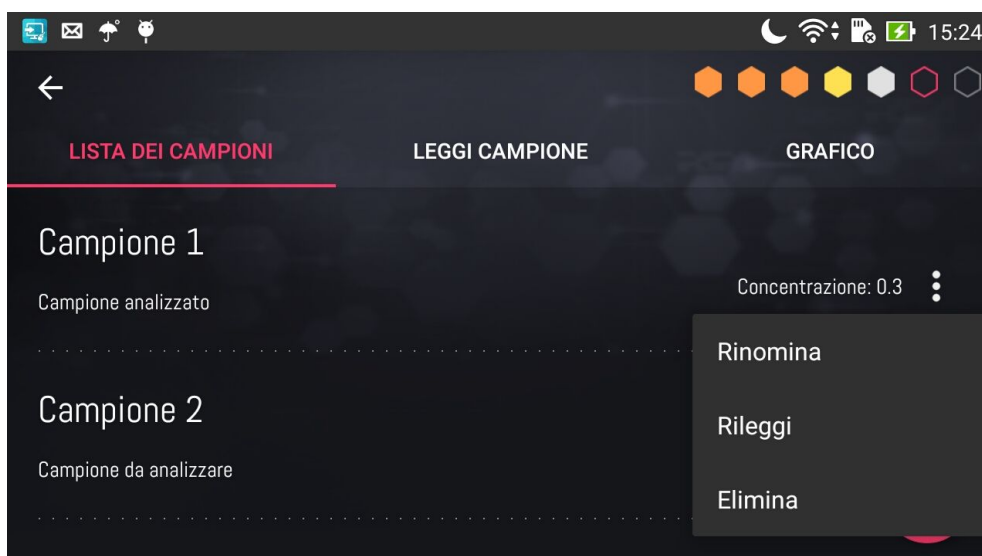 15:24
LISTA DEI CAMPIONI LEGGI CAMPIONE GRAFICO
Campione 1
Campione analizzato
Concentrazione: 0.3
Rinomina
Rileggi
Elimina
Campione 2
Campione da analizzare